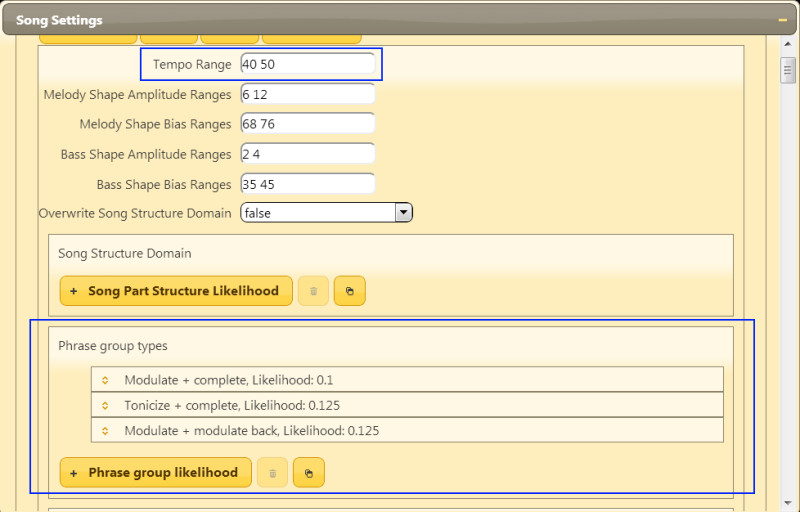 Song Settings
Tempo Range 40 50
Melody Shape Amplitude Ranges 6 12
Melody Shape Bias Ranges 68 76
Bass Shape Amplitude Ranges 2 4
Bass Shape Bias Ranges 35 45
Overwrite Song Structure Domain false
Song Structure Domain
+ Song Part Structure Likelihood
Phrase group types
Modulate + complete, Likelihood: 0.1
Tonicize + complete, Likelihood: 0.125
Modulate + modulate back, Likelihood: 0.125
+ Phrase group likelihood